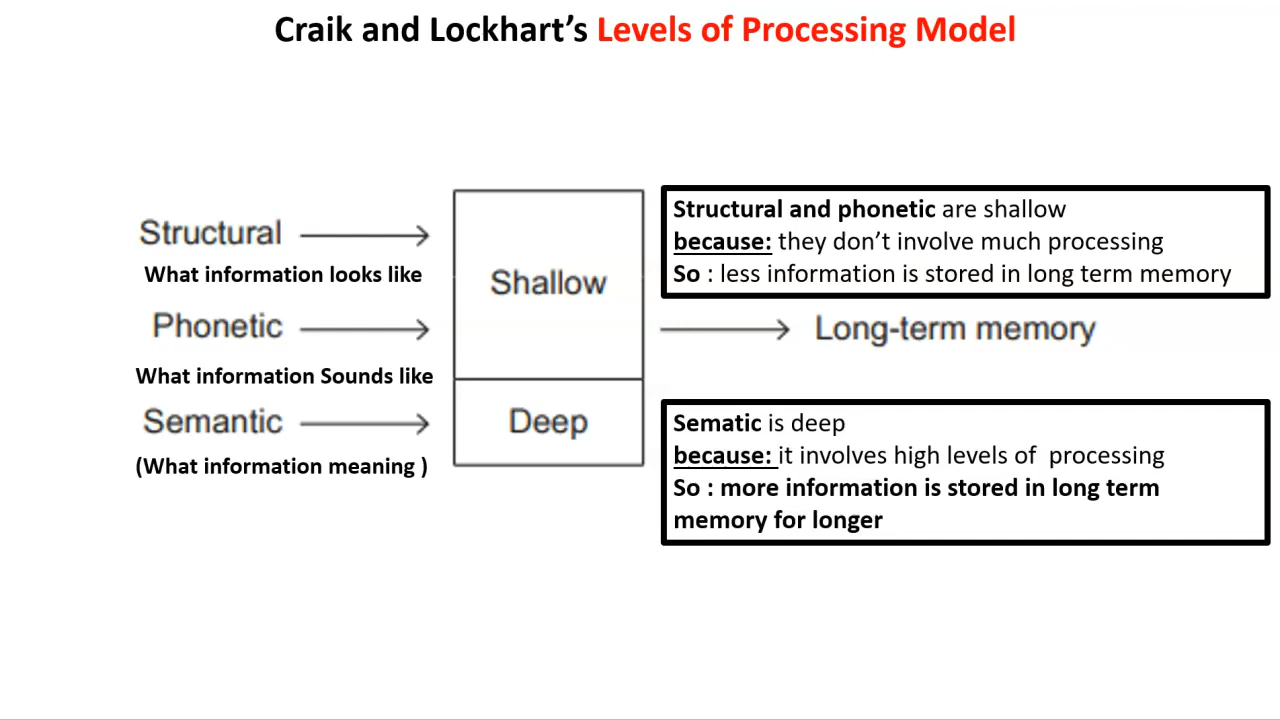 Craik and Lockhart’s Levels of Processing Model
Structural
What information looks like
Phonetic
What information Sounds like
Semantic
(What information meaning )
Shallow
Deep
Structural and phonetic are shallow
because: they don’t involve much processing
So : less information is stored in long term memory
Long-term memory
Sematic is deep
because: it involves high levels of  processing
So : more information is stored in long term
memory for longer